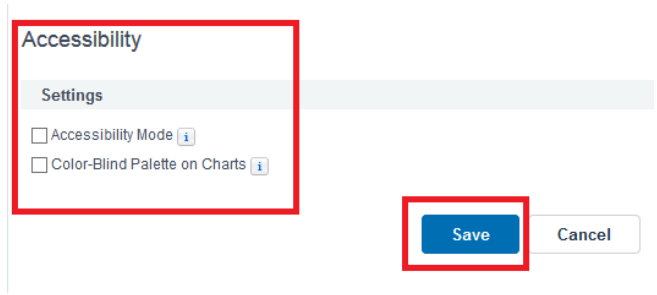 Accessibility
Settings
Accessibility Mode i
Color-Blind Palette on Charts i
Save Cancel